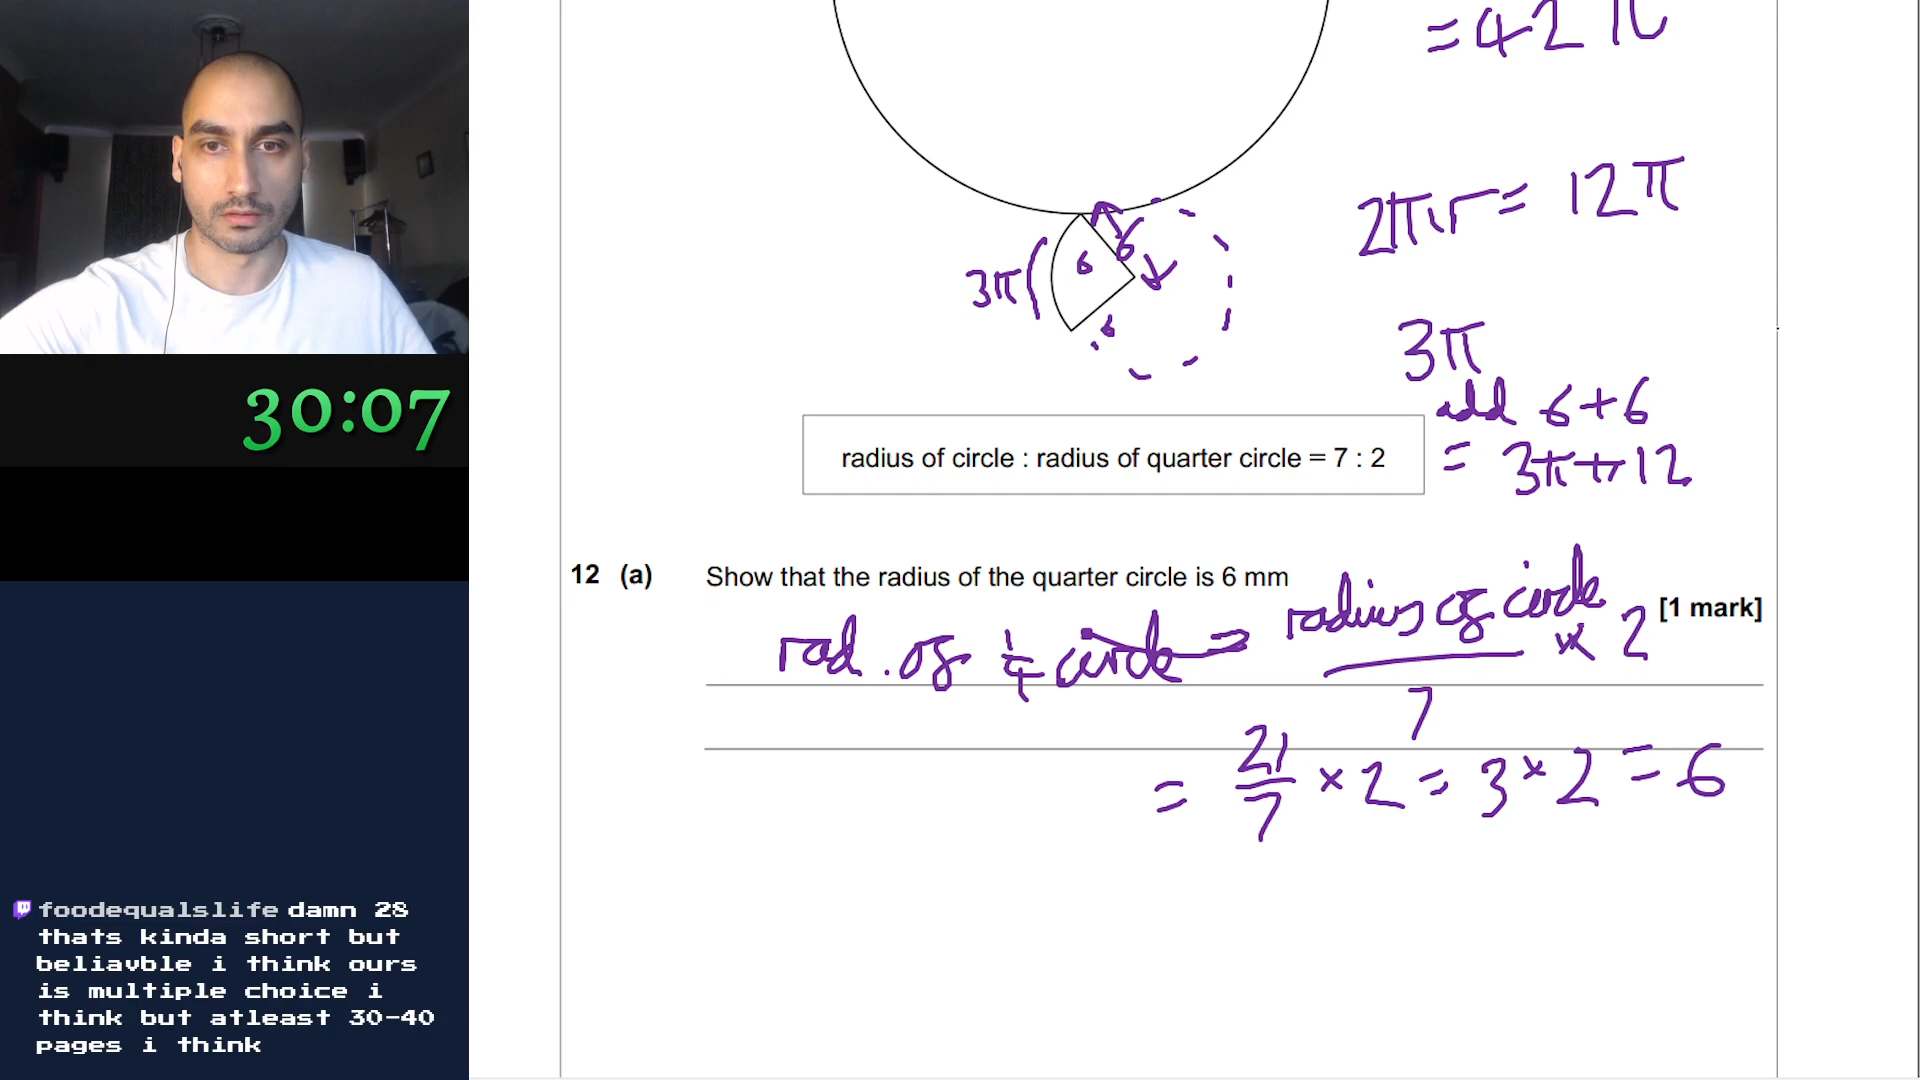 = 42 π
2πr = 12π
3π
6
6
6
3π
add 6+6
= 3π+12
radius of circle : radius of quarter circle = 7 : 2
30:07
12 (a) Show that the radius of the quarter circle is 6 mm
[1 mark]
rad. of 1/4 circle = radius of circle / 7 × 2
= 21/7 × 2 = 3 × 2 = 6
foodequalslife damn 28
thats kinda short but
beliavble i think ours
is multiple choice i
think but atleast 30-40
pages i think